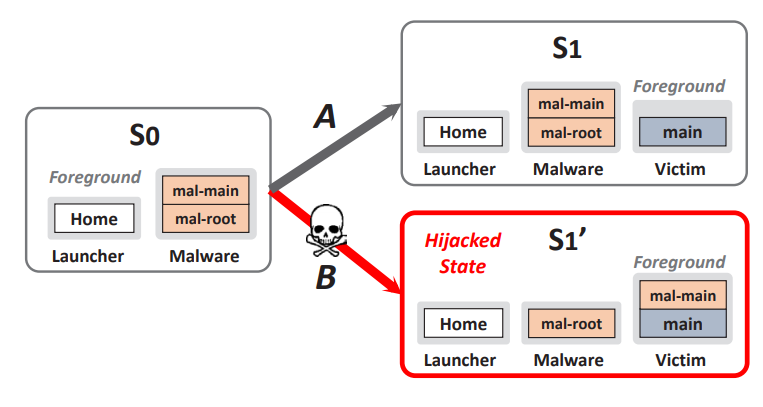 S0
Foreground
Home
Launcher
mal-main
mal-root
Malware
A
B
S1
Foreground
Home
Launcher
mal-main
mal-root
Malware
main
Victim
Hijacked
State
S1’
Foreground
Home
Launcher
mal-root
Malware
mal-main
main
Victim